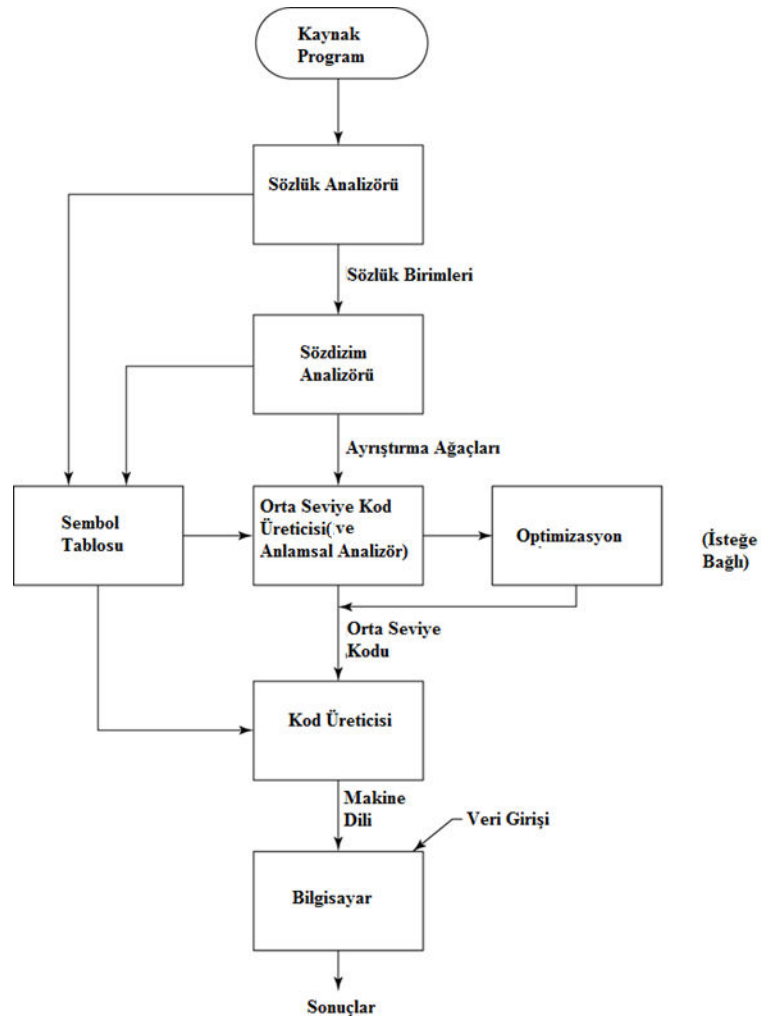 Kaynak
Program
Sözlük Analizörü
Sözlük Birimleri
Sözdizim
Analizörü
Ayrıştırma Ağaçları
Sembol
Tablosu
Orta Seviye Kod
Üreticisi( ve
Anlamsal Analizör)
Optimizasyon
(İsteğe
Bağlı)
Orta Seviye
Kodu
Kod Üreticisi
Makine
Dili
Veri Girişi
Bilgisayar
Sonuçlar